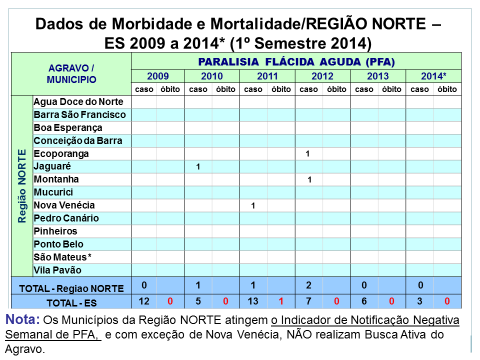 Dados de Morbidade e Mortalidade/REGIÃO NORTE –
ES 2009 a 2014* (1º Semestre 2014)
AGRAVO / MUNICIPIO PARALISIA FLÁCIDA AGUDA (PFA)
2009 2010 2011 2012 2013 2014*
caso óbito caso óbito caso óbito caso óbito caso óbito caso óbito
Região NORTE
Agua Doce do Norte
Barra São Francisco
Boa Esperança
Conceição da Barra
Ecoporanga 1
Jaguaré 1
Montanha 1
Mucurici
Nova Venécia 1
Pedro Canário
Pinheiros
Ponto Belo
São Mateus*
Vila Pavão
TOTAL - Regiao NORTE 0 1 1 2 0 0
TOTAL - ES 12 0 5 0 13 1 7 0 6 0 3 0
Nota: Os Municípios da Região NORTE atingem o Indicador de Notificação Negativa
Semanal de PFA, e com exceção de Nova Venécia, NÃO realizam Busca Ativa do
Agravo.